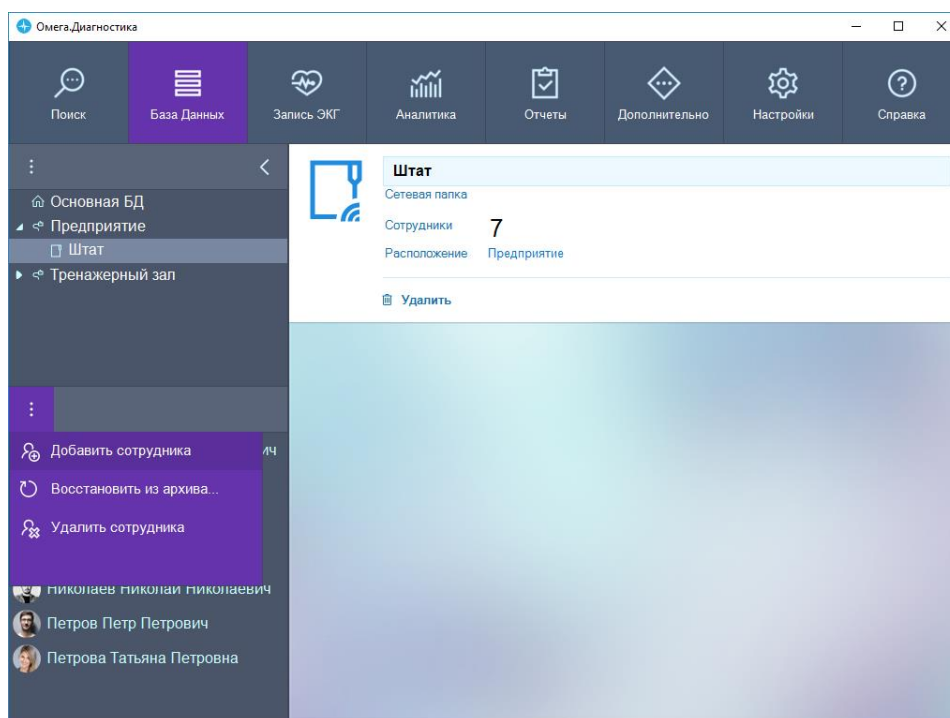 Омега.Диагностика
Поиск
База Данных
Запись ЭКГ
Аналитика
Отчеты
Дополнительно
Настройки
Справка
Основная БД
Предприятие
Штат
Тренажерный зал
Штат
Сетевая папка
Сотрудники 7
Расположение Предприятие
Удалить
Добавить сотрудника
ич
Восстановить из архива...
Удалить сотрудника
Николаев Николай Николаевич
Петров Петр Петрович
Петрова Татьяна Петровна